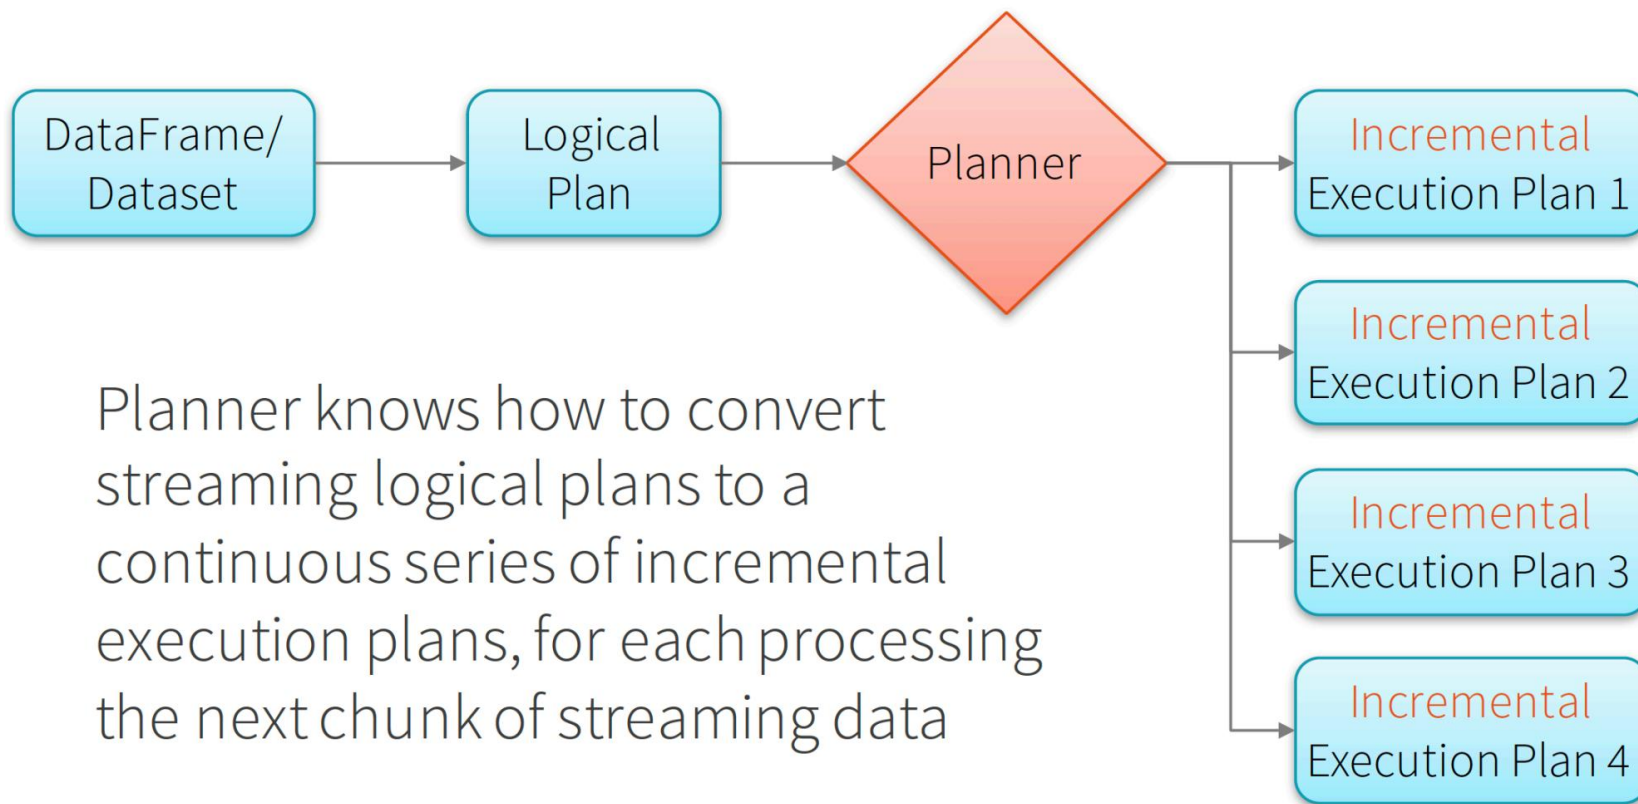 DataFrame/
Dataset
Logical
Plan
Planner
Incremental
Execution Plan 1
Incremental
Execution Plan 2
Incremental
Execution Plan 3
Incremental
Execution Plan 4
Planner knows how to convert
streaming logical plans to a
continuous series of incremental
execution plans, for each processing
the next chunk of streaming data